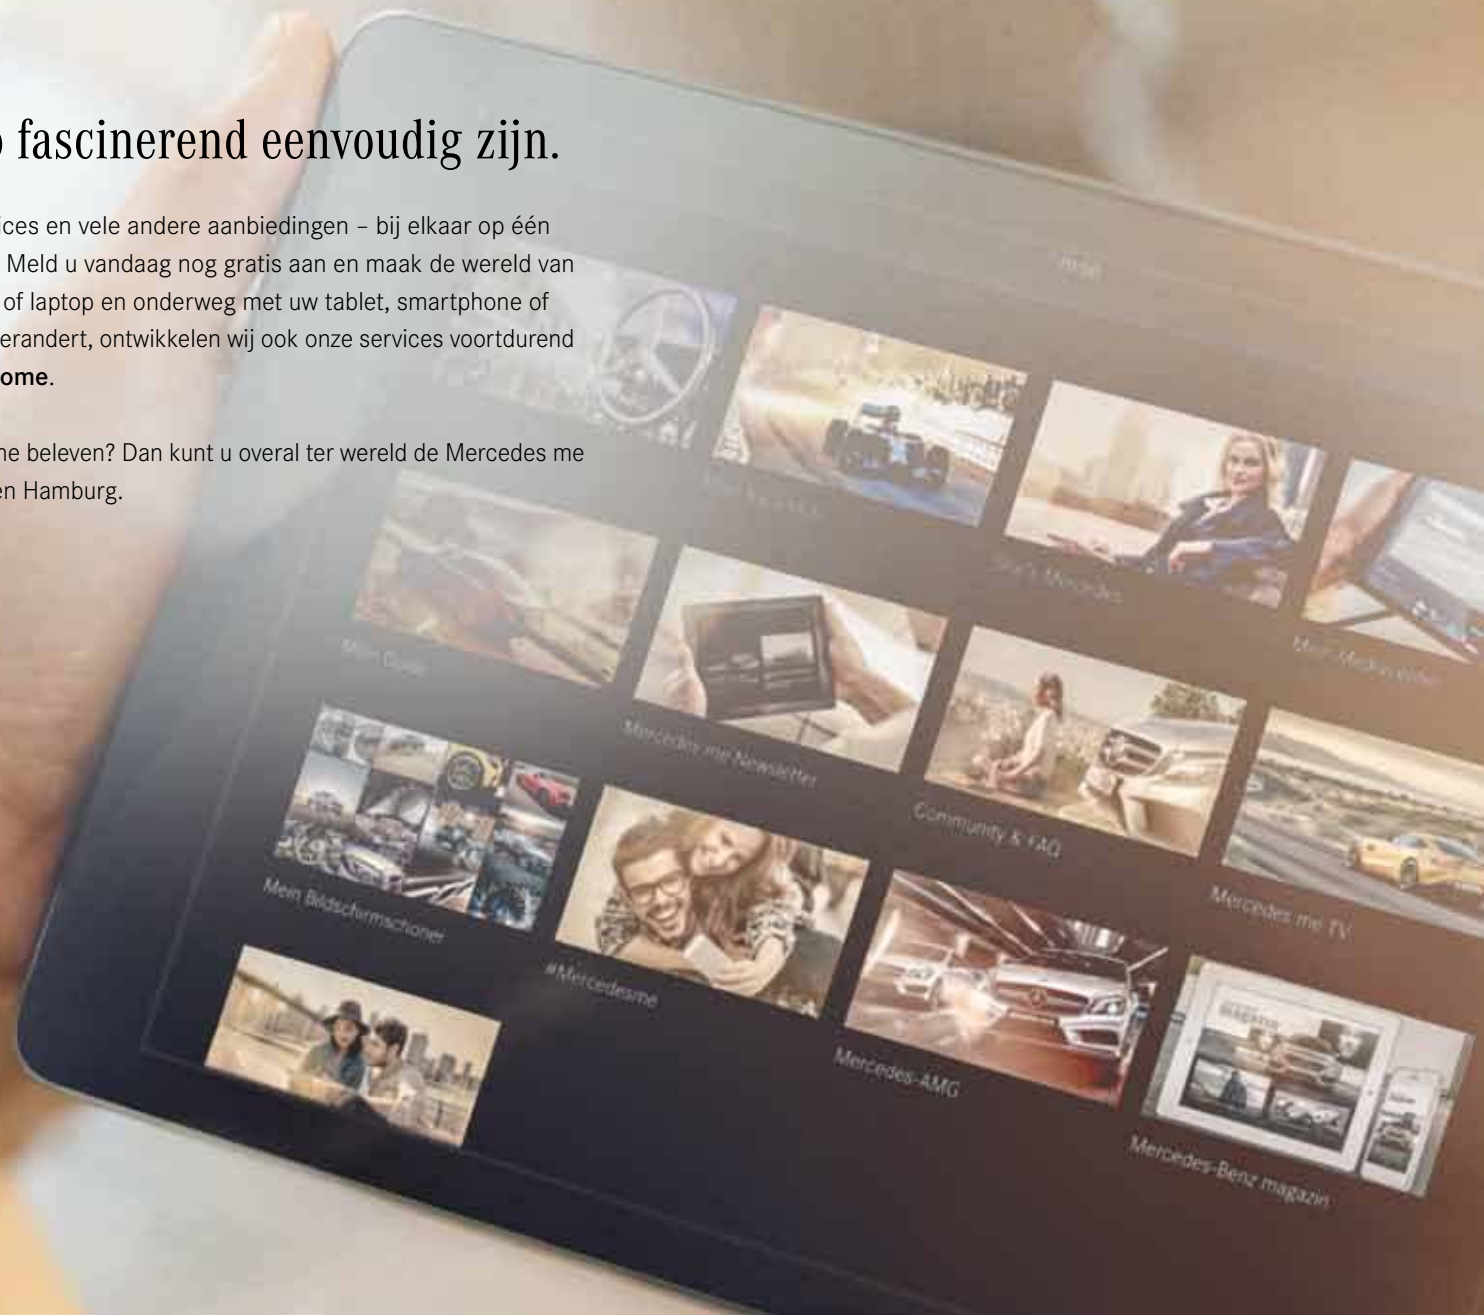 fascinerend eenvoudig zijn.
ices en vele andere aanbiedingen – bij elkaar op één
Meld u vandaag nog gratis aan en maak de wereld van
of laptop en onderweg met uw tablet, smartphone of
erandert, ontwikkelen wij ook onze services voortdurend
ome.
me beleven? Dan kunt u overal ter wereld de Mercedes me
en Hamburg.
Mercedes me Newsletter
Community & FAQ
Mercedes me TV
Mein Bildschirmschoner
#Mercedesme
Mercedes-AMG
Mercedes-Benz magazin